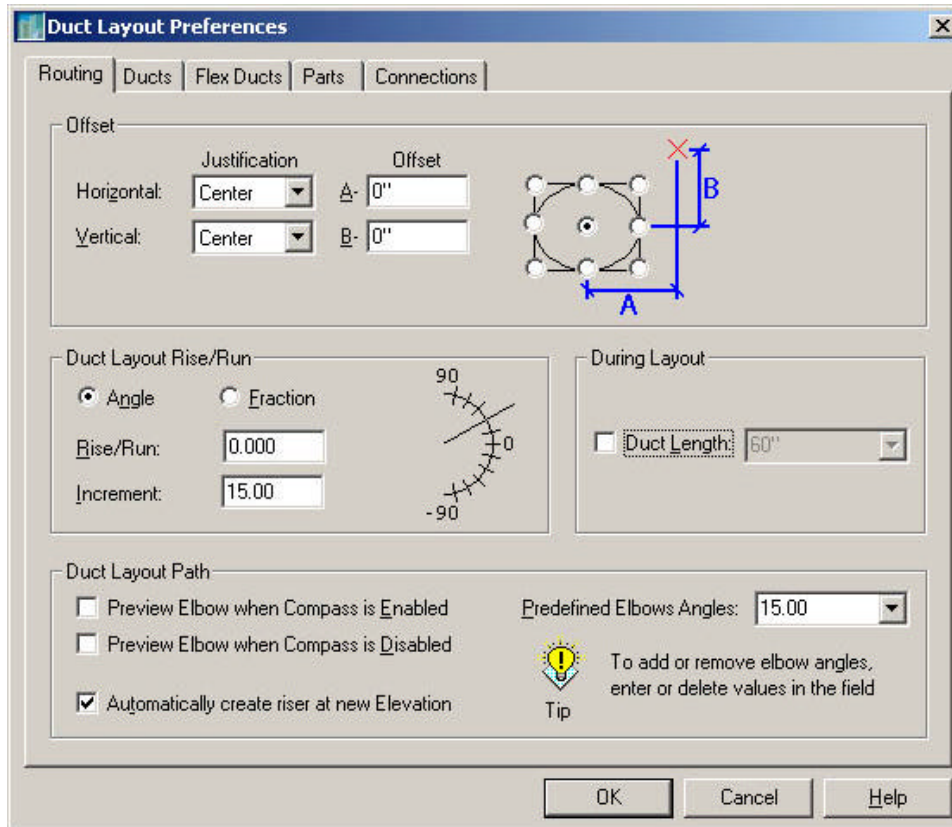 Duct Layout Preferences
Routing Ducts Flex Ducts Parts Connections
Offset
Justification Offset
Horizontal: Center A- 0"
Vertical: Center B- 0"
B
A
Duct Layout Rise/Run
Angle Fraction
Rise/Run: 0.000
Increment: 15.00
90
0
-90
During Layout
Duct Length: 60"
Duct Layout Path
Preview Elbow when Compass is Enabled
Preview Elbow when Compass is Disabled
Automatically create riser at new Elevation
Predefined Elbows Angles: 15.00
Tip
To add or remove elbow angles,
enter or delete values in the field
OK Cancel Help